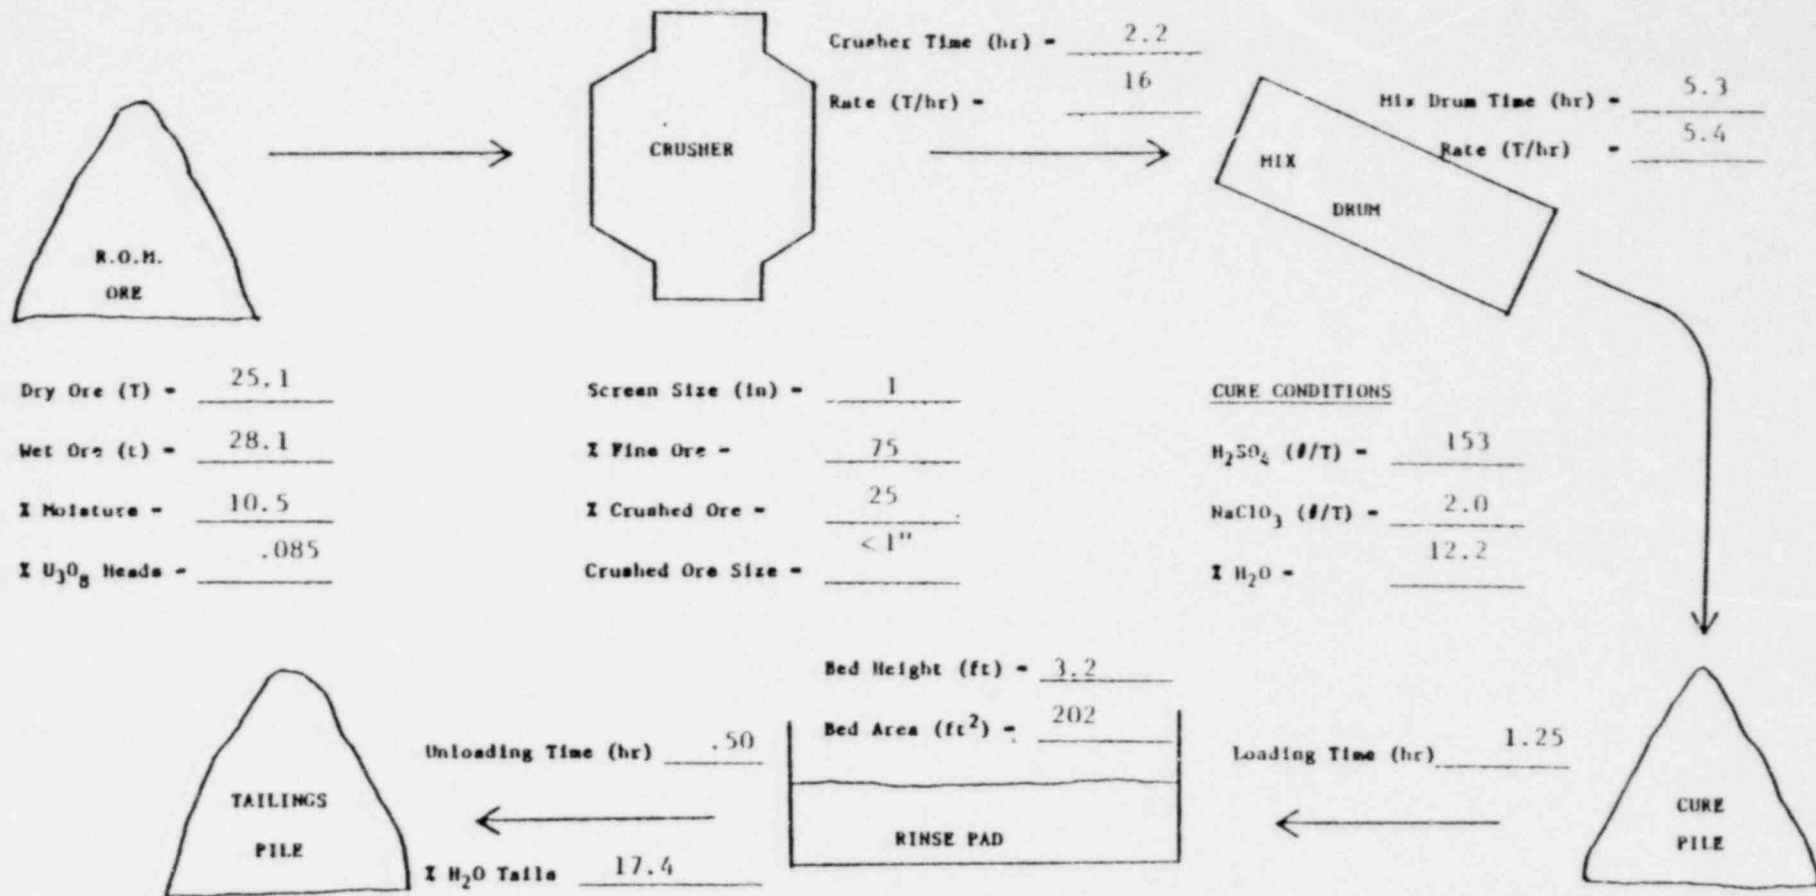 Crusher Time (hr) - 2.2
Rate (T/hr) - 16
Mix Drum Time (hr) - 5.3
Rate (T/hr) - 5.4
CRUSHER
MIX
DRUM
R.O.M.
ORE
Dry Ore (T) - 25.1
Wet Ore (t) - 28.1
% Moisture - 10.5
% U₃O₈ Heads - .085
Screen Size (in) - 1
% Fine Ore - 75
% Crushed Ore - 25
Crushed Ore Size - <1"
CURE CONDITIONS
H₂SO₄ (#/T) - 153
NaClO₃ (#/T) - 2.0
% H₂O - 12.2
Bed Height (ft) - 3.2
Bed Area (ft²) - 202
Unloading Time (hr) .50
Loading Time (hr) 1.25
TAILINGS
PILE
RINSE PAD
CURE
PILE
% H₂O Tails 17.4